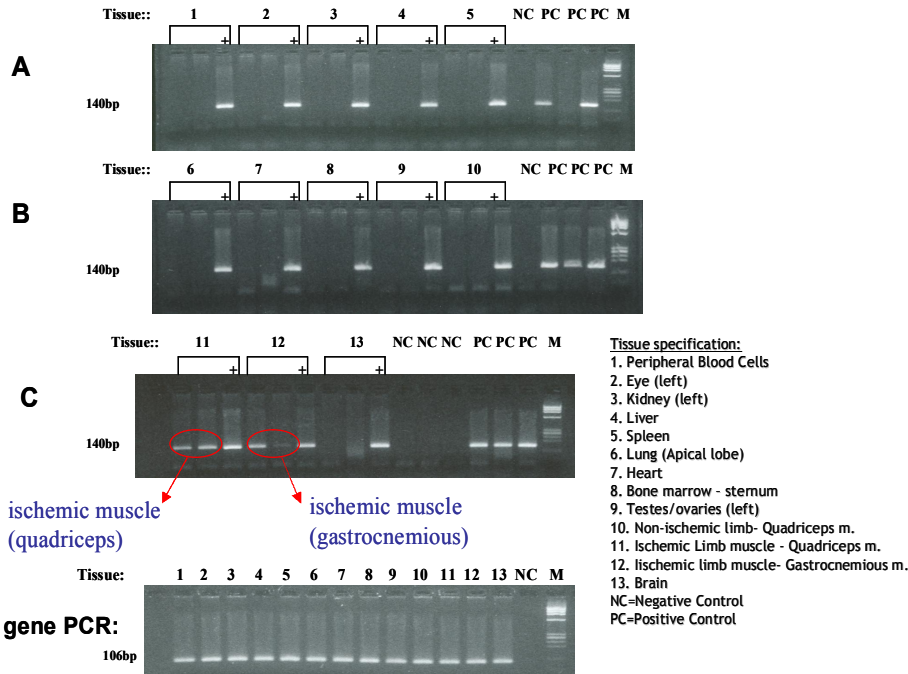 Tissue:: 1 2 3 4 5 NC PC PC PC M
+ + + + +
A
140bp
Tissue:: 6 7 8 9 10 NC PC PC PC M
+ + + + +
B
140bp
Tissue:: 11 12 13 NC NC NC PC PC PC M
+ + +
C
140bp
ischemic muscle
(quadriceps)
ischemic muscle
(gastrocnemious)
Tissue: 1 2 3 4 5 6 7 8 9 10 11 12 13 NC M
gene PCR:
106bp
Tissue specification:
1. Peripheral Blood Cells
2. Eye (left)
3. Kidney (left)
4. Liver
5. Spleen
6. Lung (Apical lobe)
7. Heart
8. Bone marrow - sternum
9. Testes/ovaries (left)
10. Non-ischemic limb- Quadriceps m.
11. Ischemic Limb muscle - Quadriceps m.
12. Iischemic limb muscle- Gastrocnemious m.
13. Brain
NC=Negative Control
PC=Positive Control